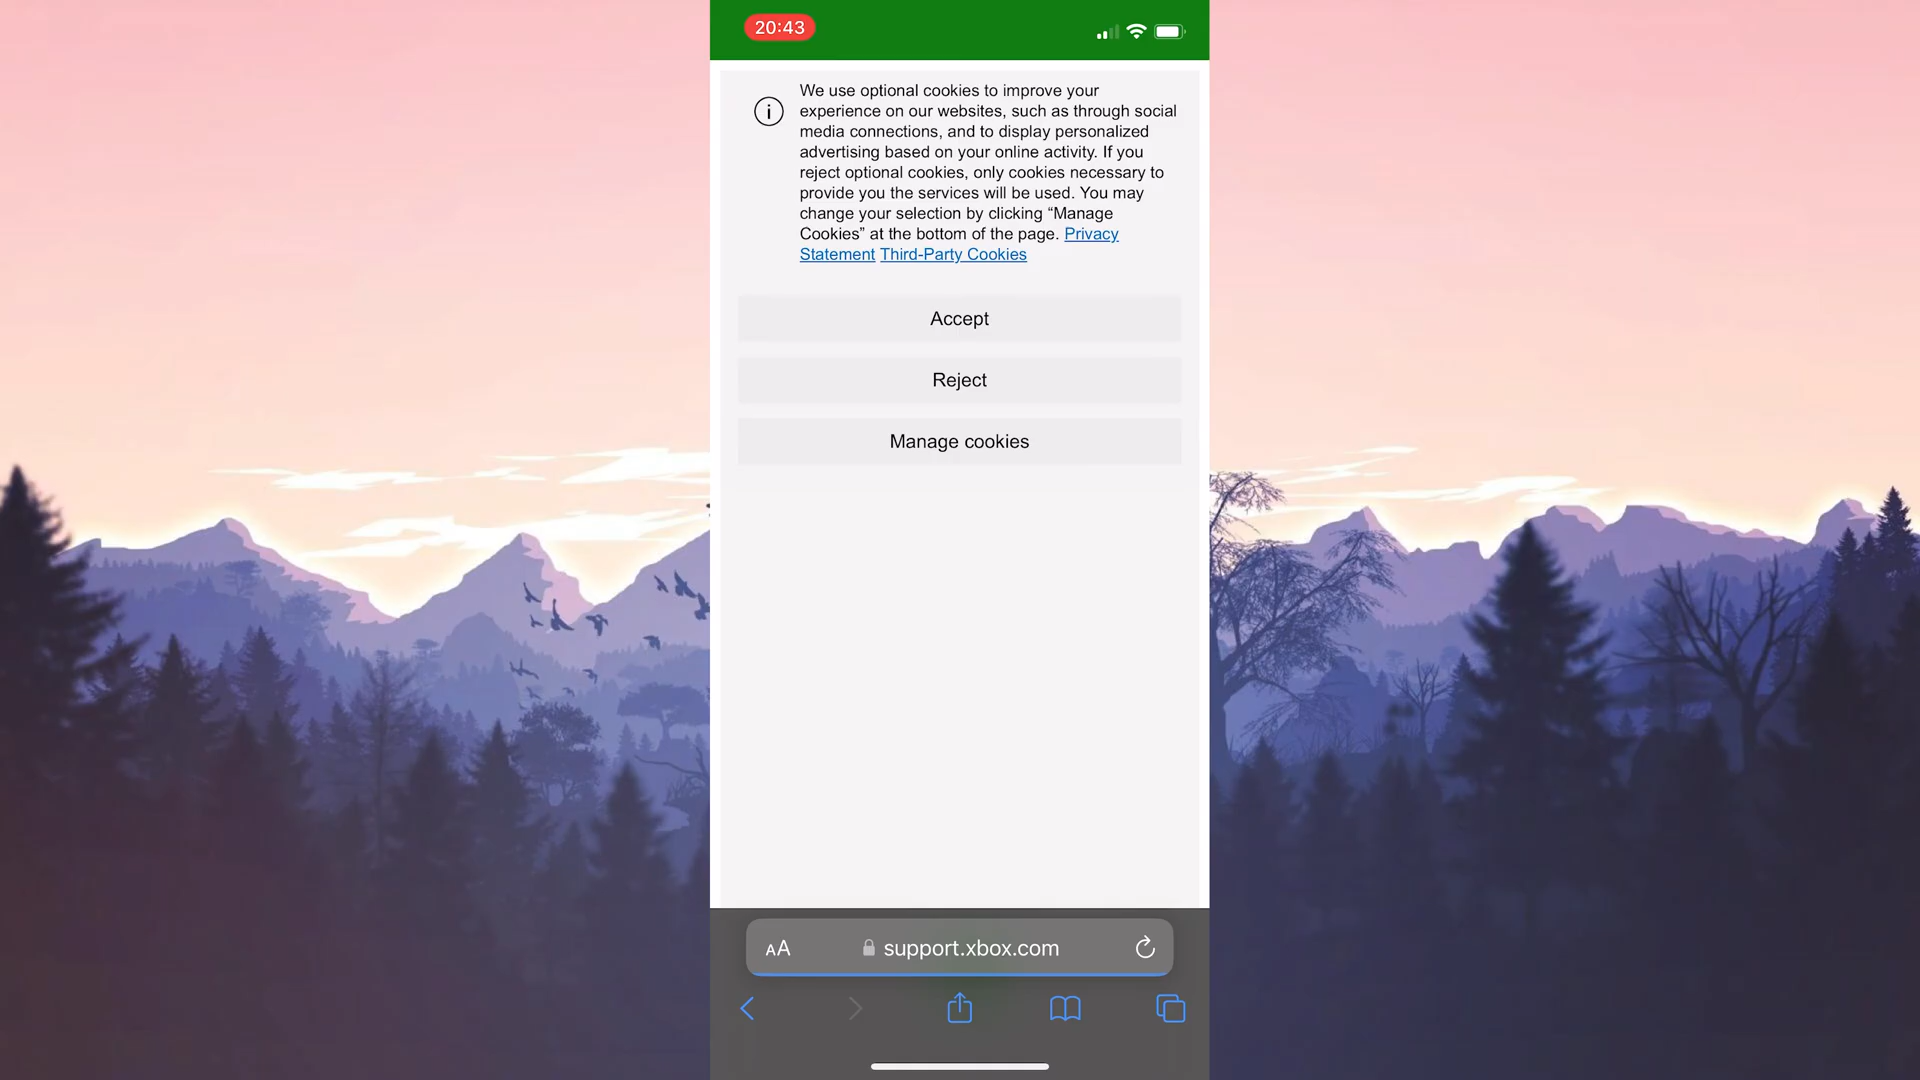 20:43
We use optional cookies to improve your
experience on our websites, such as through social
media connections, and to display personalized
advertising based on your online activity. If you
reject optional cookies, only cookies necessary to
provide you the services will be used. You may
change your selection by clicking “Manage
Cookies” at the bottom of the page. Privacy
Statement Third-Party Cookies
Accept
Reject
Manage cookies
AA support.xbox.com